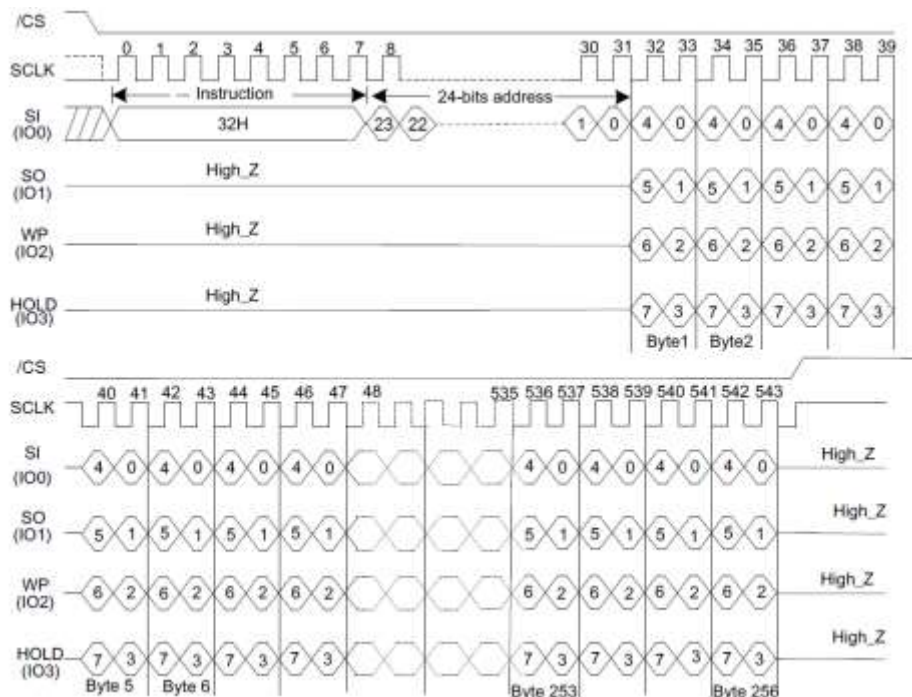 /CS
0 1 2 3 4 5 6 7 8 30 31 32 33 34 35 36 37 38 39
SCLK
Instruction 24-bits address
SI
(IO0) 32H 23 22 1 0 4 0 4 0 4 0 4 0
SO
(IO1) High_Z 5 1 5 1 5 1 5 1
WP
(IO2) High_Z 6 2 6 2 6 2 6 2
HOLD
(IO3) High_Z 7 3 7 3 7 3 7 3
Byte1 Byte2
/CS
40 41 42 43 44 45 46 47 48 535 536 537 538 539 540 541 542 543
SCLK
SI
(IO0) 4 0 4 0 4 0 4 0 4 0 4 0 4 0 4 0 High_Z
SO
(IO1) 5 1 5 1 5 1 5 1 5 1 5 1 5 1 5 1 High_Z
WP
(IO2) 6 2 6 2 6 2 6 2 6 2 6 2 6 2 6 2 High_Z
HOLD
(IO3) 7 3 7 3 7 3 7 3 7 3 7 3 7 3 7 3 High_Z
Byte 5 Byte 6 Byte 253 Byte 256